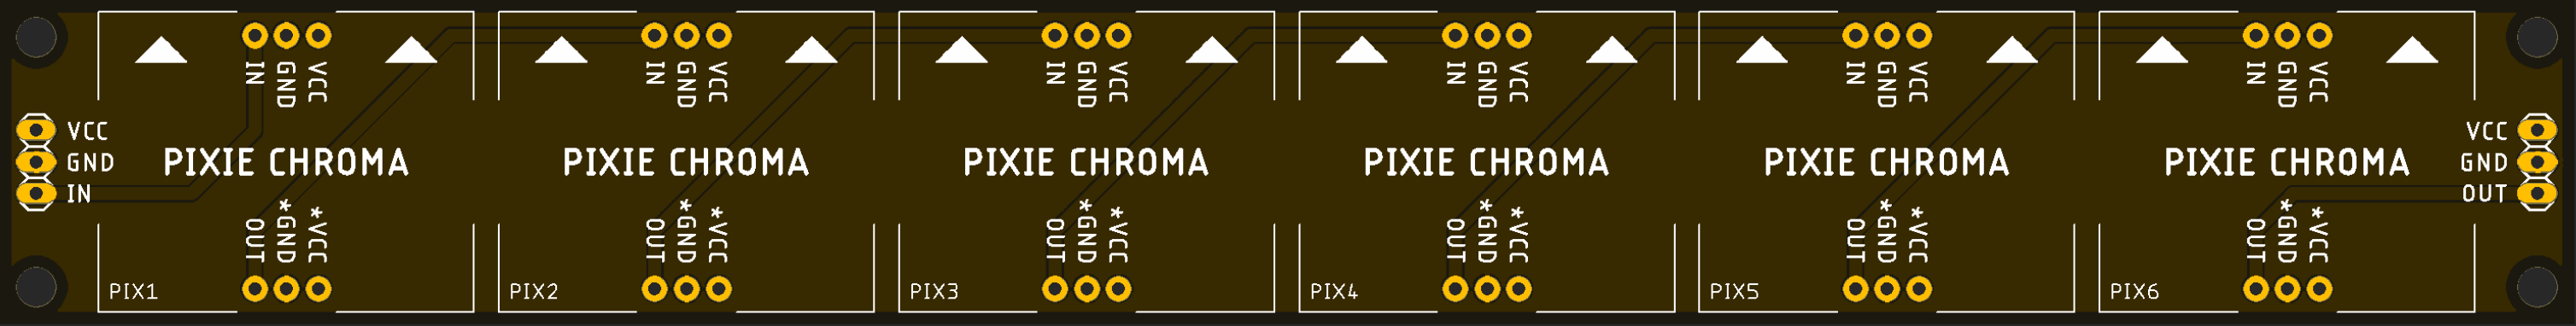 IN GND VCC
IN GND VCC
IN GND VCC
IN GND VCC
IN GND VCC
IN GND VCC
VCC
GND
IN
PIXIE CHROMA
PIXIE CHROMA
PIXIE CHROMA
PIXIE CHROMA
PIXIE CHROMA
PIXIE CHROMA
VCC
GND
OUT
OUT *GND *VCC
OUT *GND *VCC
OUT *GND *VCC
OUT *GND *VCC
OUT *GND *VCC
OUT *GND *VCC
PIX1
PIX2
PIX3
PIX4
PIX5
PIX6